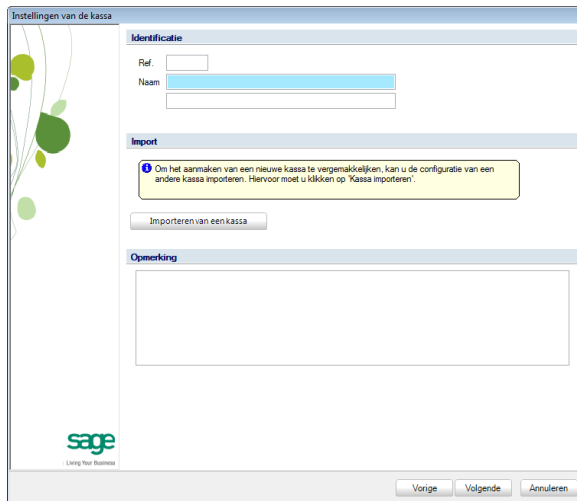 Instellingen van de kassa
Identificatie
Ref.
Naam
Import
Om het aanmaken van een nieuwe kassa te vergemakkelijken, kan u de configuratie van een
andere kassa importeren. Hiervoor moet u klikken op 'Kassa importeren'.
Importeren van een kassa
Opmerking
sage
Living Your Business
Vorige Volgende Annuleren